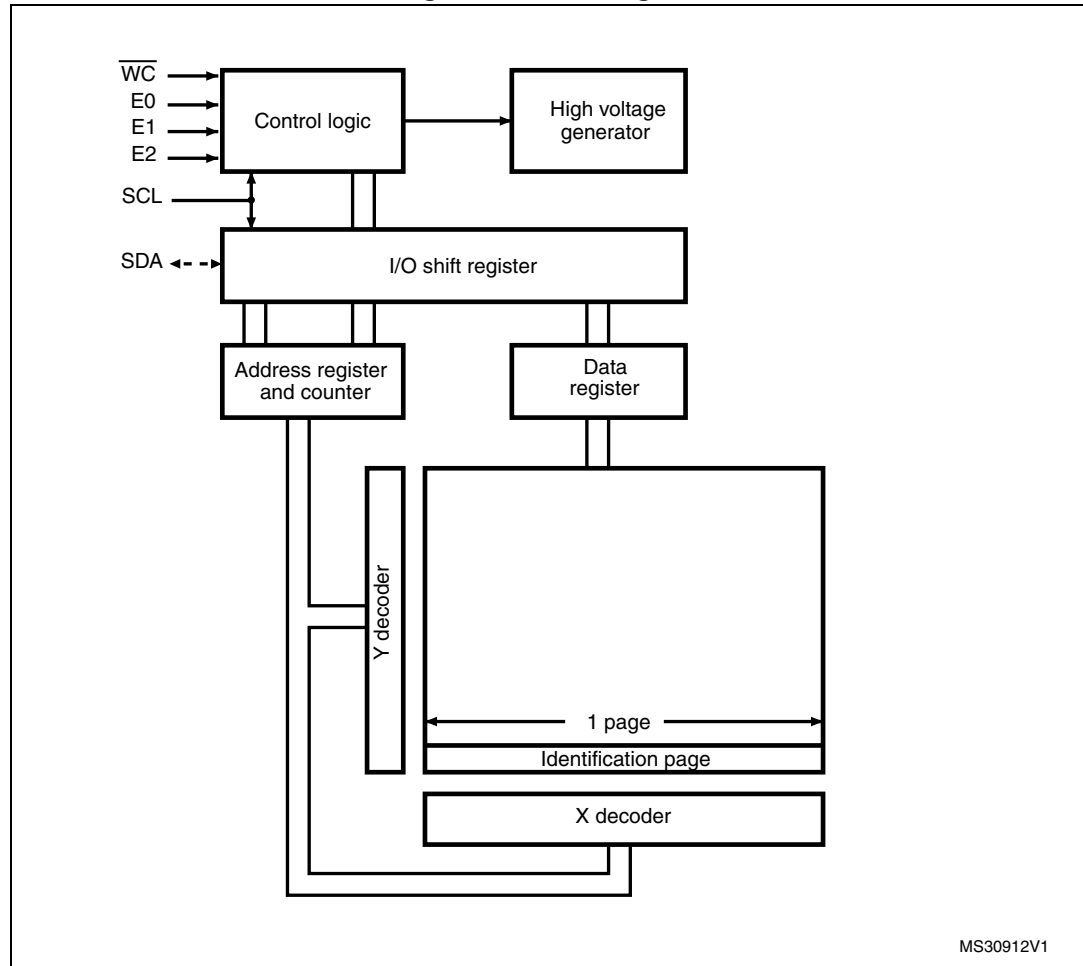 W̅C̅
E0
E1
E2
SCL
SDA
Control logic
High voltage
generator
I/O shift register
Address register
and counter
Data
register
Y decoder
1 page
Identification page
X decoder
MS30912V1